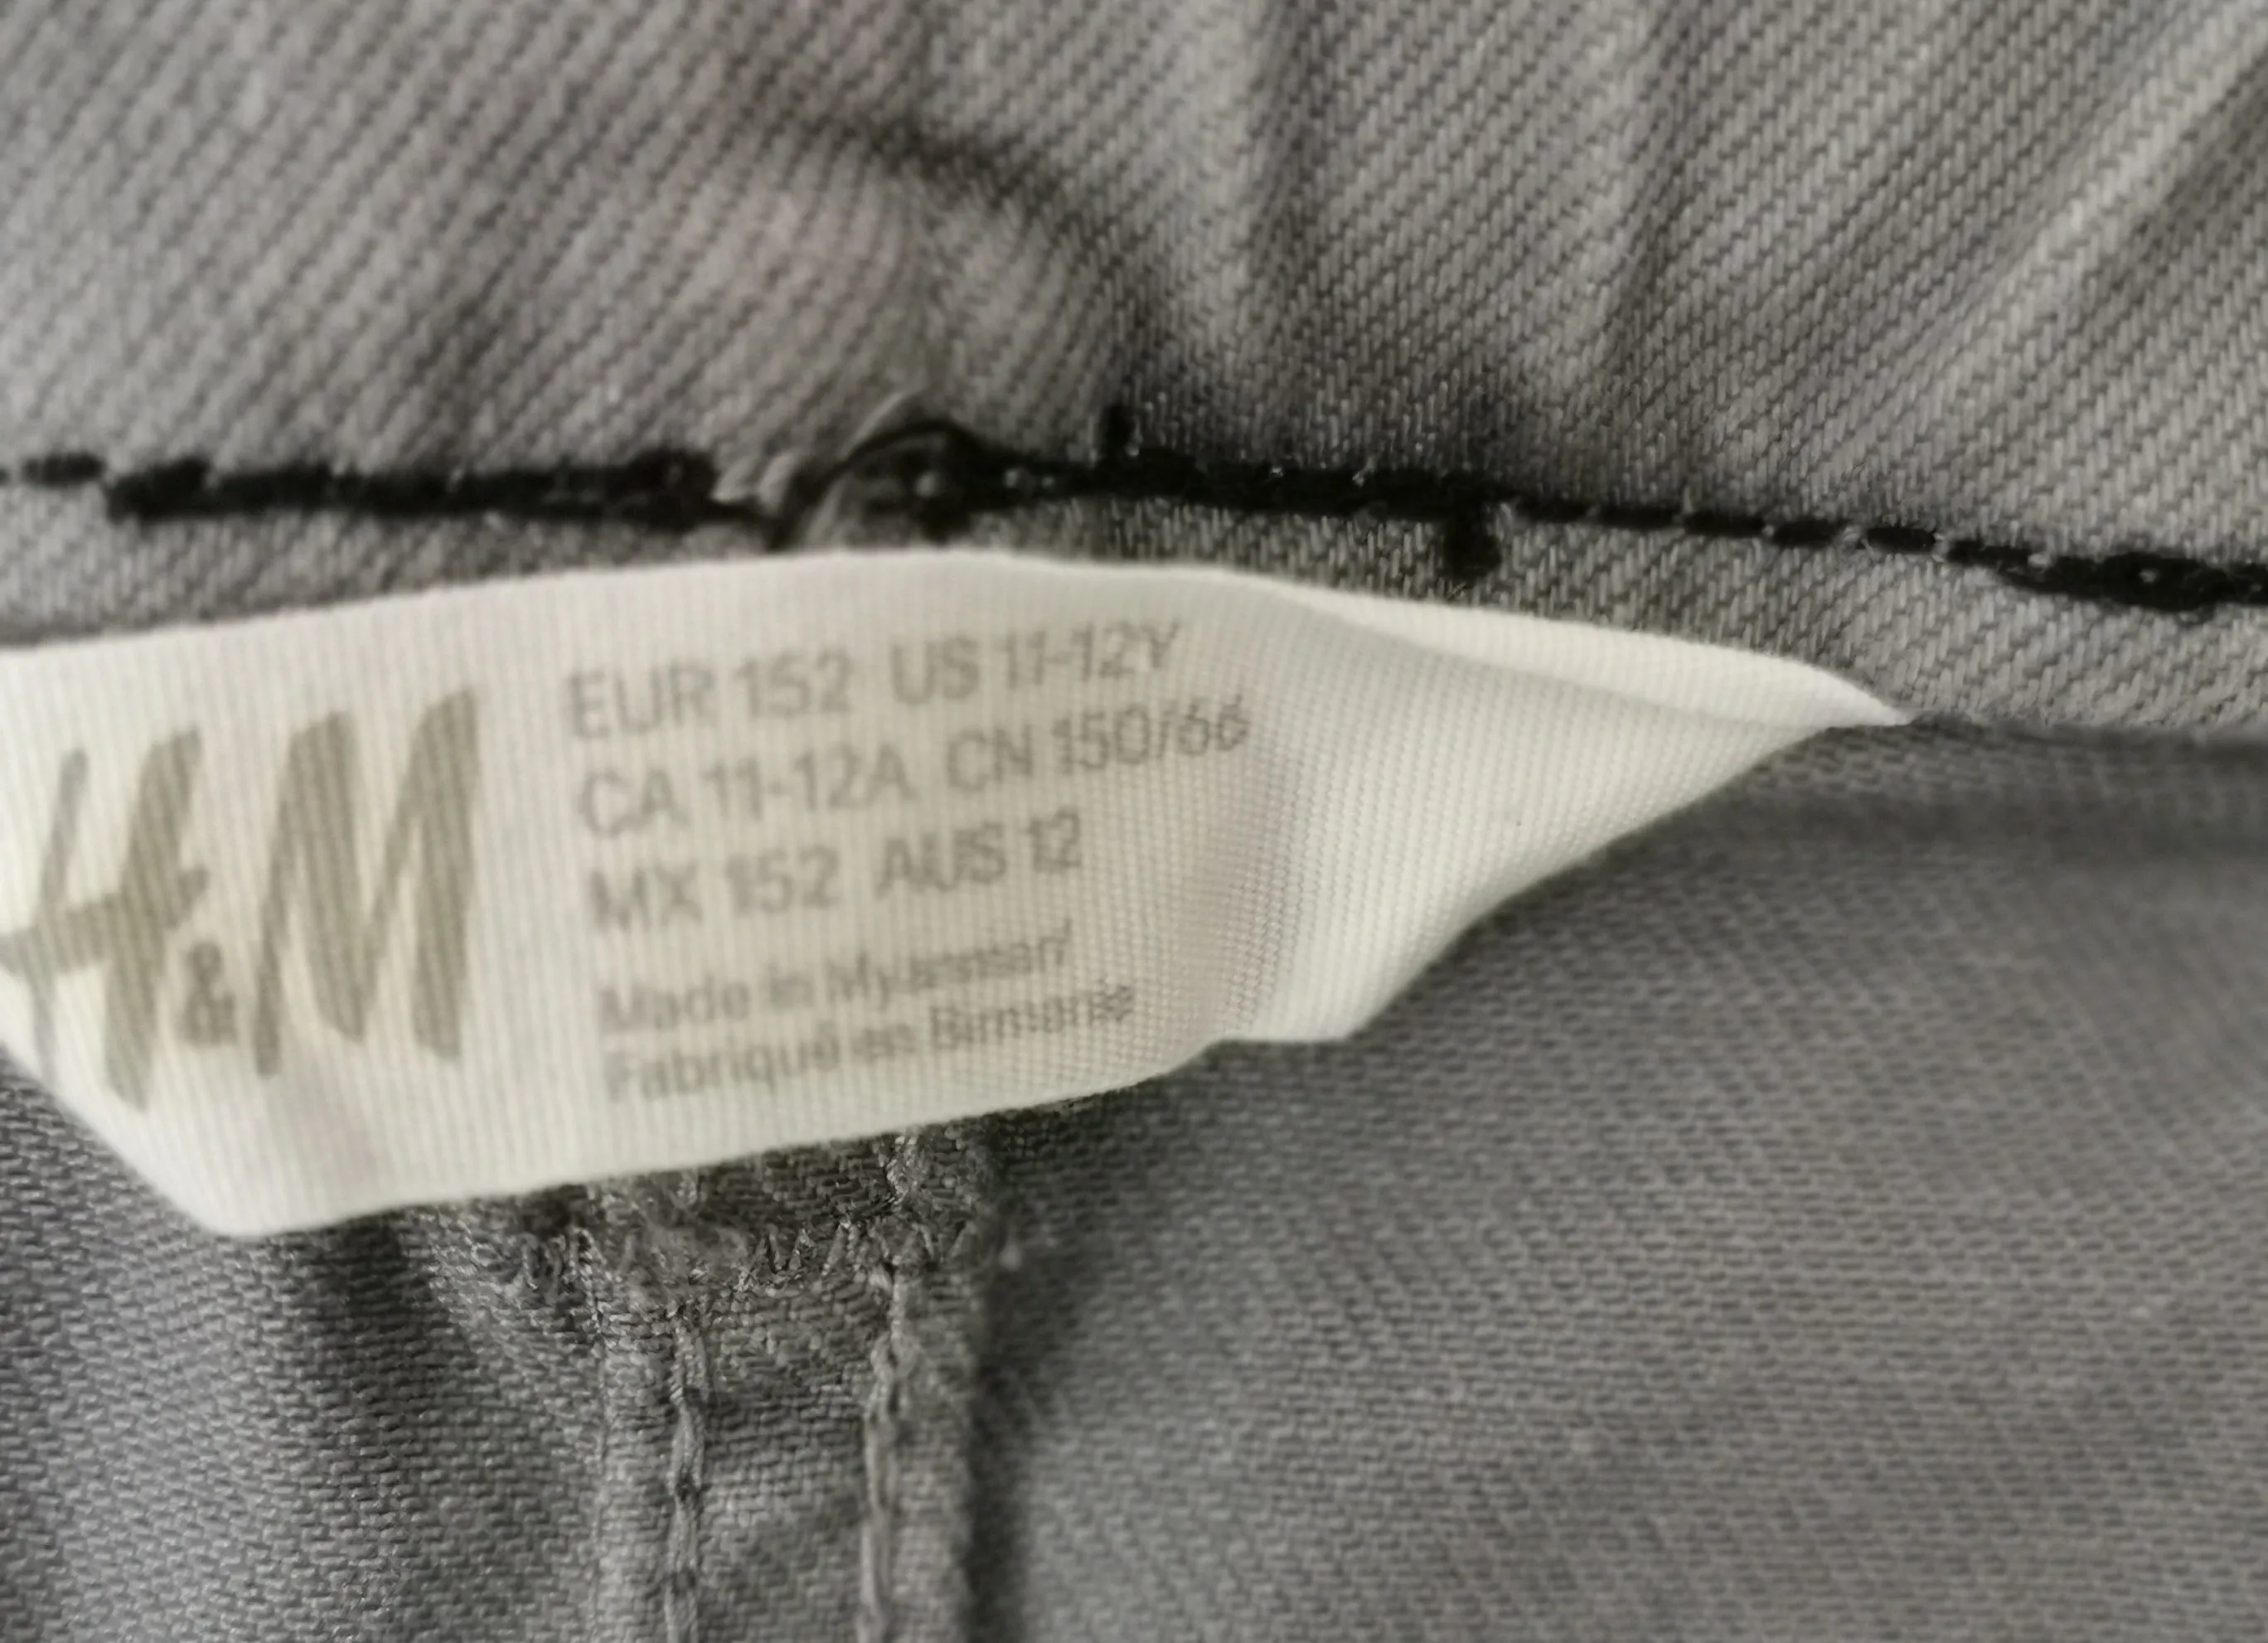 H&M
EUR 152 US 11-12Y
CA 11-12A CN 150/66
MX 152 AUS 12
Made in Myanmar/
Fabriqué en Birmanie